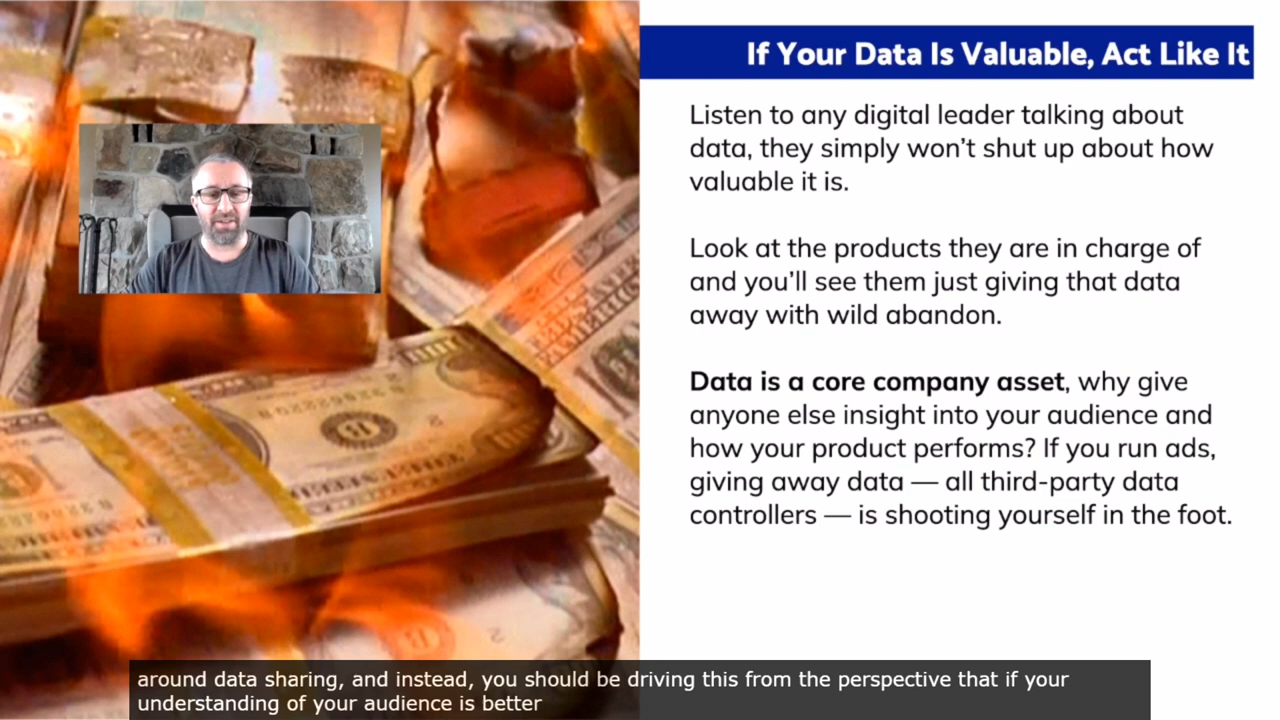 If Your Data Is Valuable, Act Like It
Listen to any digital leader talking about
data, they simply won’t shut up about how
valuable it is.
Look at the products they are in charge of
and you’ll see them just giving that data
away with wild abandon.
Data is a core company asset, why give
anyone else insight into your audience and
how your product performs? If you run ads,
giving away data — all third-party data
controllers — is shooting yourself in the foot.
around data sharing, and instead, you should be driving this from the perspective that if your
understanding of your audience is better